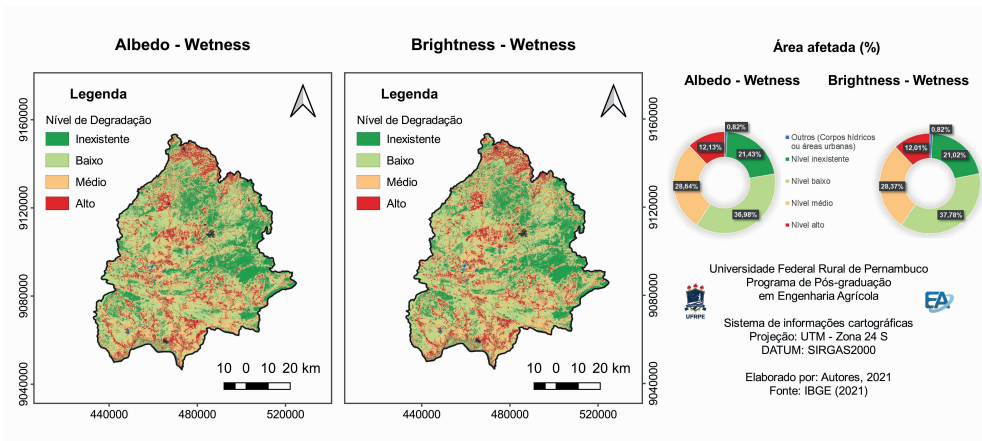 Albedo - Wetness
Legenda
Nível de Degradação
Inexistente
Baixo
Médio
Alto
10 0 10 20 km
9160000
9120000
9080000
9040000
440000
480000
520000
Brightness - Wetness
Legenda
Nível de Degradação
Inexistente
Baixo
Médio
Alto
10 0 10 20 km
440000
480000
520000
9160000
9120000
9080000
9040000
Área afetada (%)
Albedo - Wetness
Brightness - Wetness
0,82%
12,13%
21,43%
28,64%
36,98%
Outros (Corpos hídricos
ou áreas urbanas)
Nível inexistente
Nível baixo
Nível médio
Nível alto
0,82%
12,01%
21,02%
28,37%
37,78%
Universidade Federal Rural de Pernambuco
Programa de Pós-graduação
em Engenharia Agrícola
UFRPE
EA
Sistema de informações cartográficas
Projeção: UTM - Zona 24 S
DATUM: SIRGAS2000
Elaborado por: Autores, 2021
Fonte: IBGE (2021)